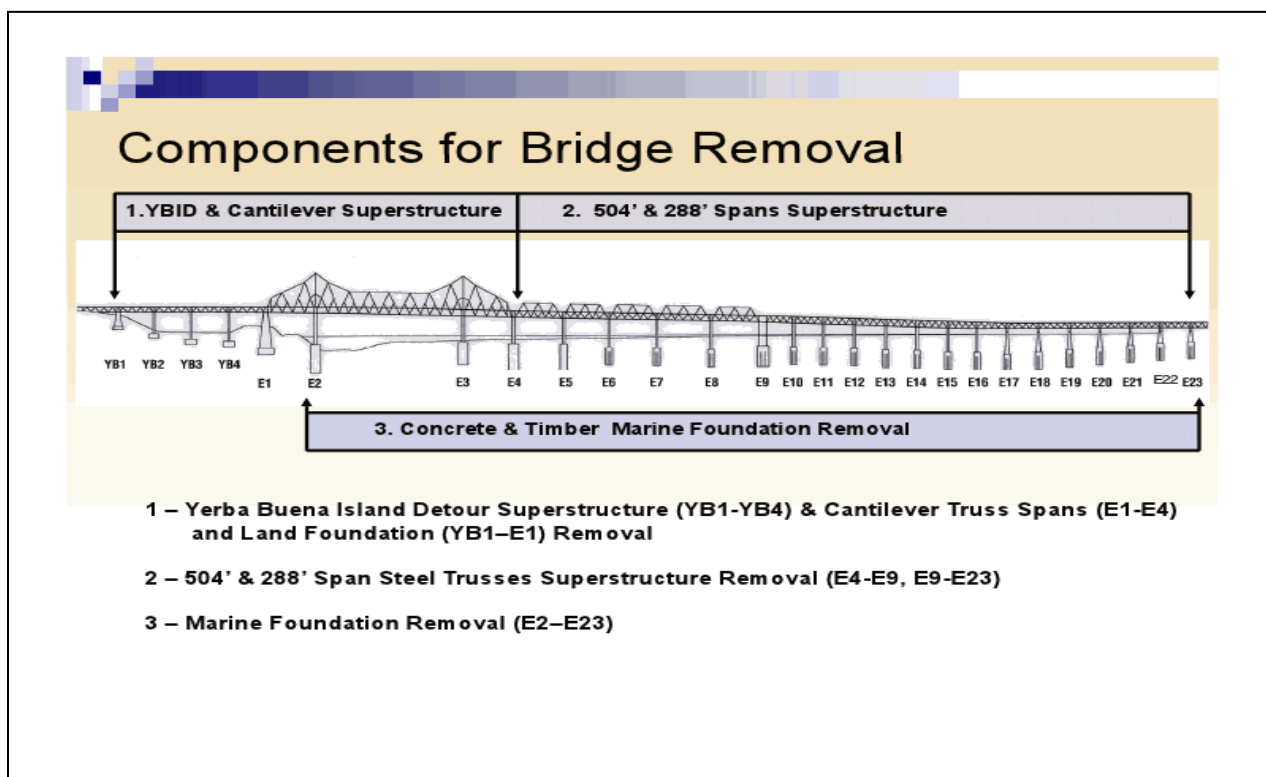 Components for Bridge Removal
1.YBID & Cantilever Superstructure
2. 504’ & 288’ Spans Superstructure
YB1 YB2 YB3 YB4 E1 E2 E3 E4 E5 E6 E7 E8 E9 E10 E11 E12 E13 E14 E15 E16 E17 E18 E19 E20 E21 E22 E23
3. Concrete & Timber Marine Foundation Removal
1 – Yerba Buena Island Detour Superstructure (YB1-YB4) & Cantilever Truss Spans (E1-E4)
and Land Foundation (YB1–E1) Removal
2 – 504’ & 288’ Span Steel Trusses Superstructure Removal (E4-E9, E9-E23)
3 – Marine Foundation Removal (E2–E23)